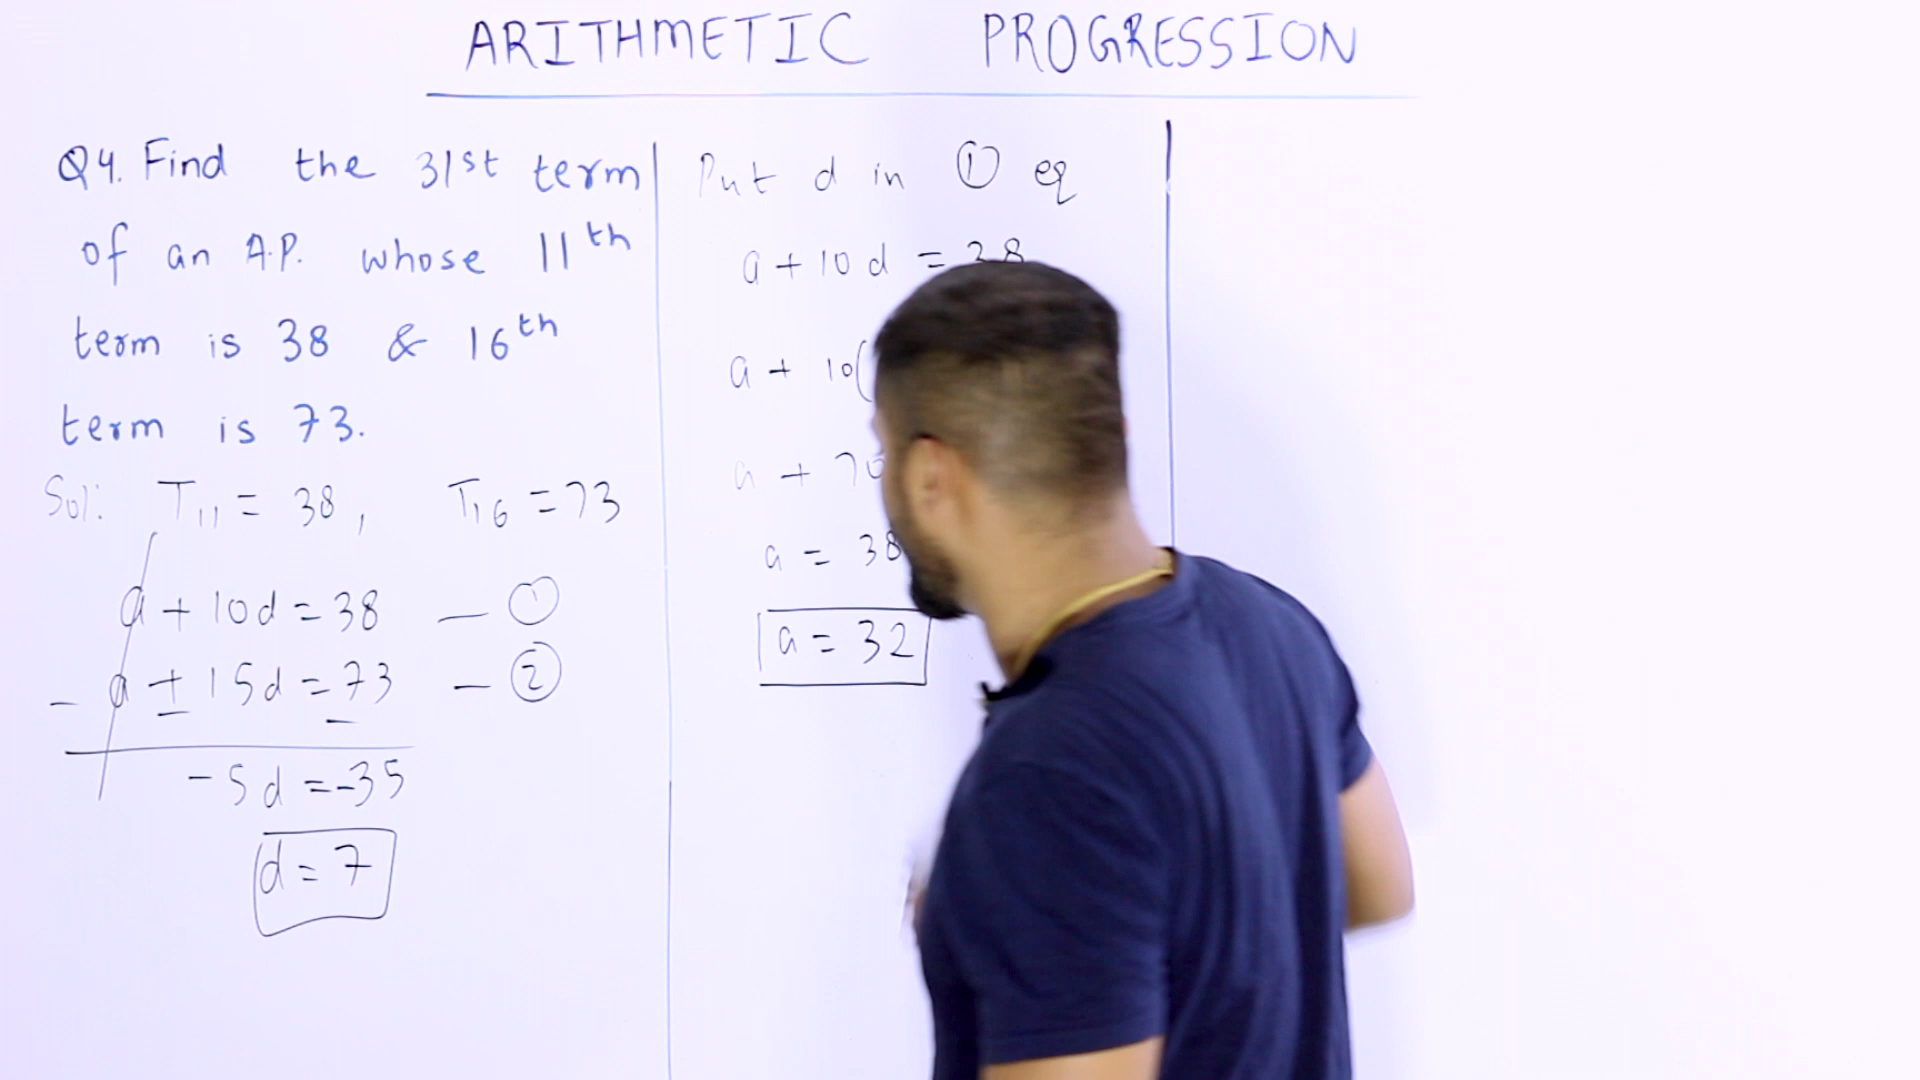 ARITHMETIC PROGRESSION
Q4. Find the 31st term
of an A.P. whose 11th
term is 38 & 16th
term is 73.
Sol: T11 = 38, T16 = 73
a + 10d = 38 — ①
- a ± 15d = 73 — ②
-
- 5d = -35
d = 7
Put d in ① eq
a + 10d = 38
a + 10(
a + 70
a = 38
a = 32